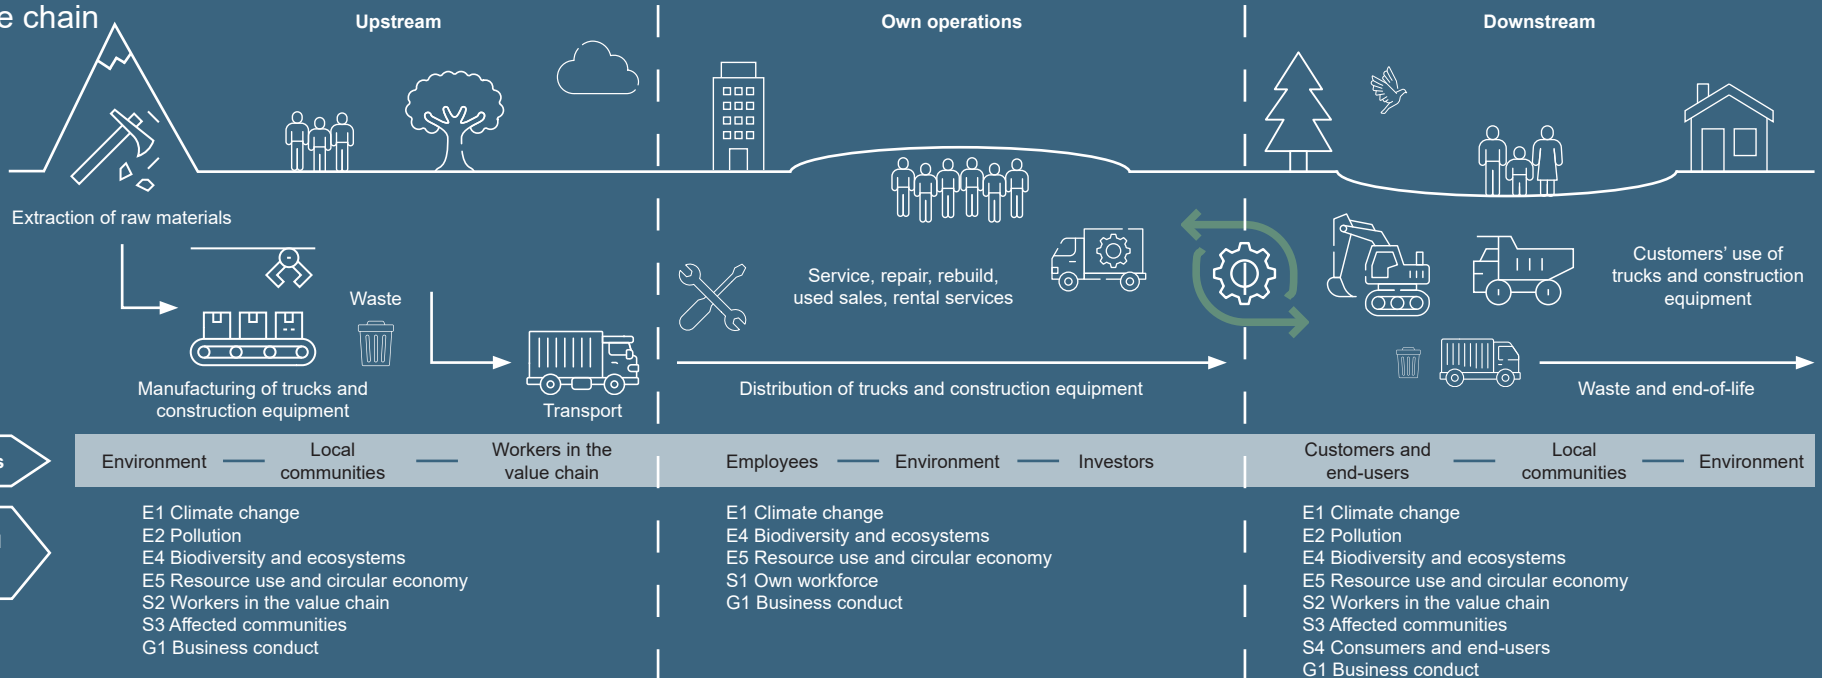 e chain
Upstream
Own operations
Downstream
Extraction of raw materials
Waste
Manufacturing of trucks and
construction equipment
Transport
Service, repair, rebuild,
used sales, rental services
Distribution of trucks and construction equipment
Customers’ use of
trucks and construction
equipment
Waste and end-of-life
s
Environment
Local
communities
Workers in the
value chain
Employees
Environment
Investors
Customers and
end-users
Local
communities
Environment
E1 Climate change
E2 Pollution
E4 Biodiversity and ecosystems
E5 Resource use and circular economy
S2 Workers in the value chain
S3 Affected communities
G1 Business conduct
E1 Climate change
E4 Biodiversity and ecosystems
E5 Resource use and circular economy
S1 Own workforce
G1 Business conduct
E1 Climate change
E2 Pollution
E4 Biodiversity and ecosystems
E5 Resource use and circular economy
S2 Workers in the value chain
S3 Affected communities
S4 Consumers and end-users
G1 Business conduct